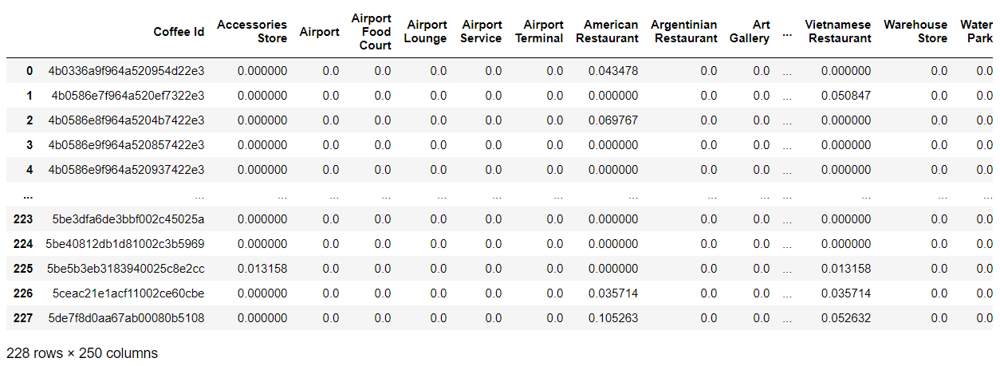 Coffee Id Accessories Store Airport Airport Food Court Airport Lounge Airport Service Airport Terminal American Restaurant Argentinian Restaurant Art Gallery ... Vietnamese Restaurant Warehouse Store Water Park
0 4b0336a9f964a520954d22e3 0.000000 0.0 0.0 0.0 0.0 0.0 0.043478 0.0 0.0 ... 0.000000 0.0 0.0
1 4b0586e7f964a520ef7322e3 0.000000 0.0 0.0 0.0 0.0 0.0 0.000000 0.0 0.0 ... 0.050847 0.0 0.0
2 4b0586e8f964a5204b7422e3 0.000000 0.0 0.0 0.0 0.0 0.0 0.069767 0.0 0.0 ... 0.000000 0.0 0.0
3 4b0586e9f964a520857422e3 0.000000 0.0 0.0 0.0 0.0 0.0 0.000000 0.0 0.0 ... 0.000000 0.0 0.0
4 4b0586e9f964a520937422e3 0.000000 0.0 0.0 0.0 0.0 0.0 0.000000 0.0 0.0 ... 0.000000 0.0 0.0
... ... ... ... ... ... ... ... ... ... ... ... ... ... ...
223 5be3dfa6de3bbf002c45025a 0.000000 0.0 0.0 0.0 0.0 0.0 0.000000 0.0 0.0 ... 0.000000 0.0 0.0
224 5be40812db1d81002c3b5969 0.000000 0.0 0.0 0.0 0.0 0.0 0.000000 0.0 0.0 ... 0.000000 0.0 0.0
225 5be5b3eb3183940025c8e2cc 0.013158 0.0 0.0 0.0 0.0 0.0 0.000000 0.0 0.0 ... 0.013158 0.0 0.0
226 5ceac21e1acf11002ce60cbe 0.000000 0.0 0.0 0.0 0.0 0.0 0.035714 0.0 0.0 ... 0.035714 0.0 0.0
227 5de7f8d0aa67ab00080b5108 0.000000 0.0 0.0 0.0 0.0 0.0 0.105263 0.0 0.0 ... 0.052632 0.0 0.0
228 rows × 250 columns